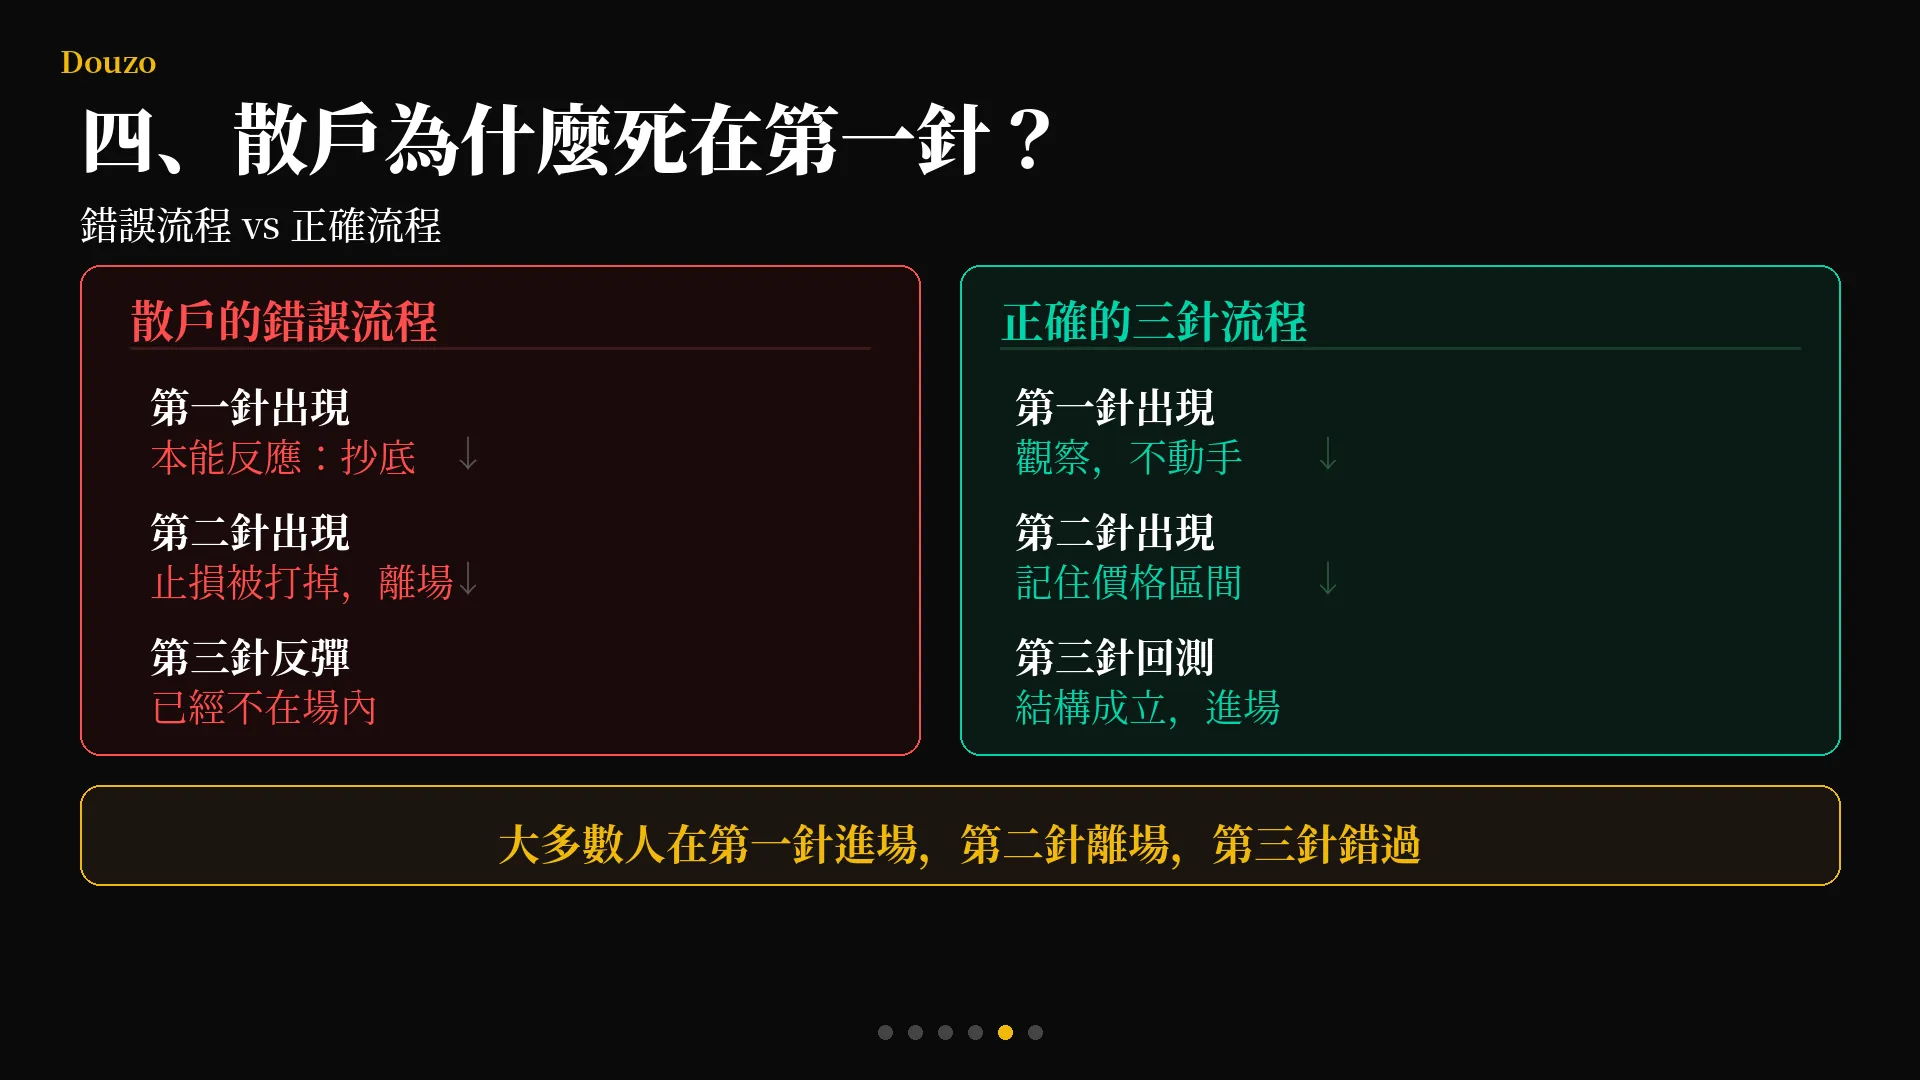 Douzo
四、散戶為什麼死在第一針？
錯誤流程 vs 正確流程
散戶的錯誤流程
第一針出現
本能反應：抄底 ↓
第二針出現
止損被打掉，離場 ↓
第三針反彈
已經不在場內
正確的三針流程
第一針出現
觀察，不動手 ↓
第二針出現
記住價格區間 ↓
第三針回測
結構成立，進場
大多數人在第一針進場，第二針離場，第三針錯過